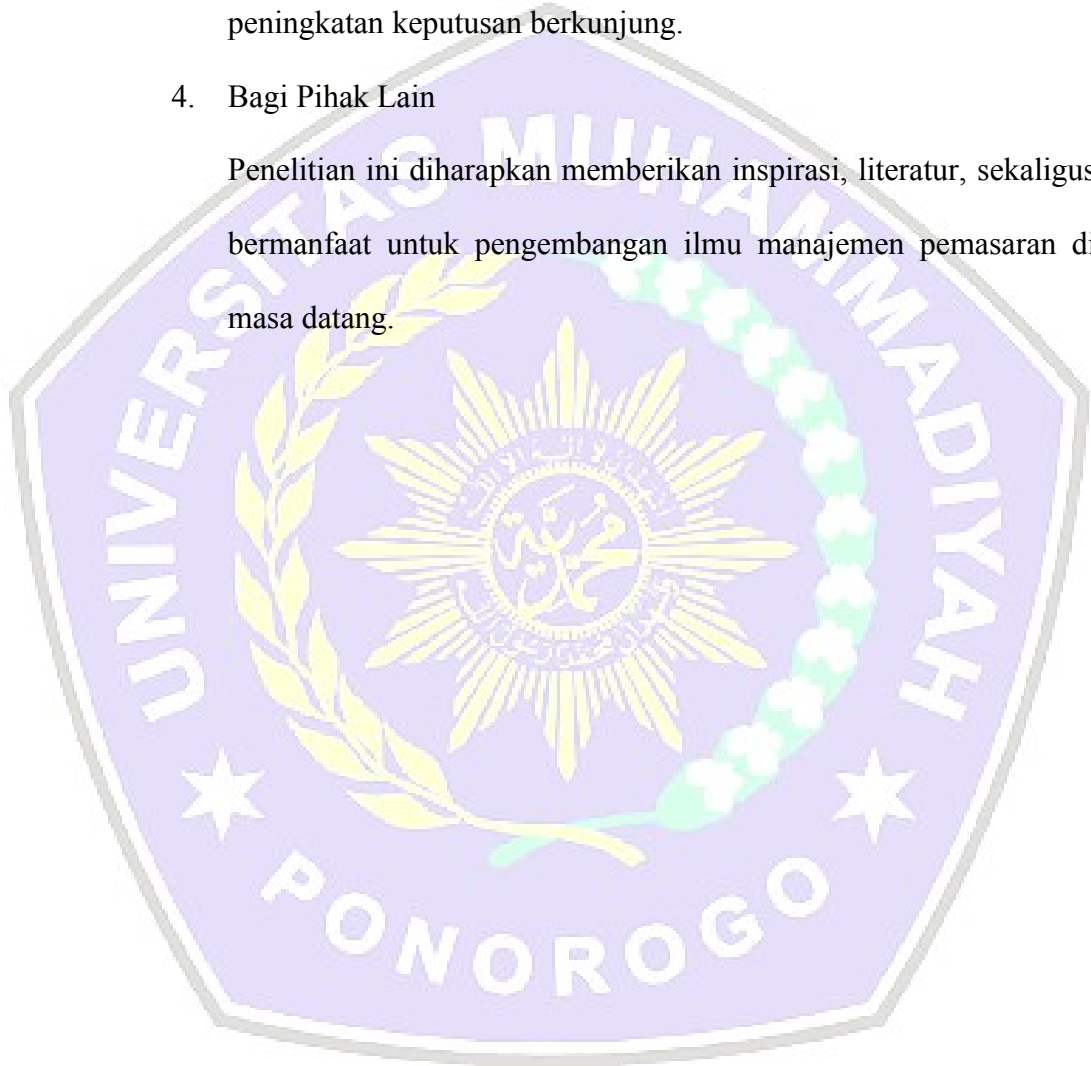 peningkatan keputusan berkunjung.
4. Bagi Pihak Lain
Penelitian ini diharapkan memberikan inspirasi, literatur, sekaligus
bermanfaat untuk pengembangan ilmu manajemen pemasaran di
masa datang.
UNIVERSITAS MUHAMMADIYAH
محمدية
PONOROGO